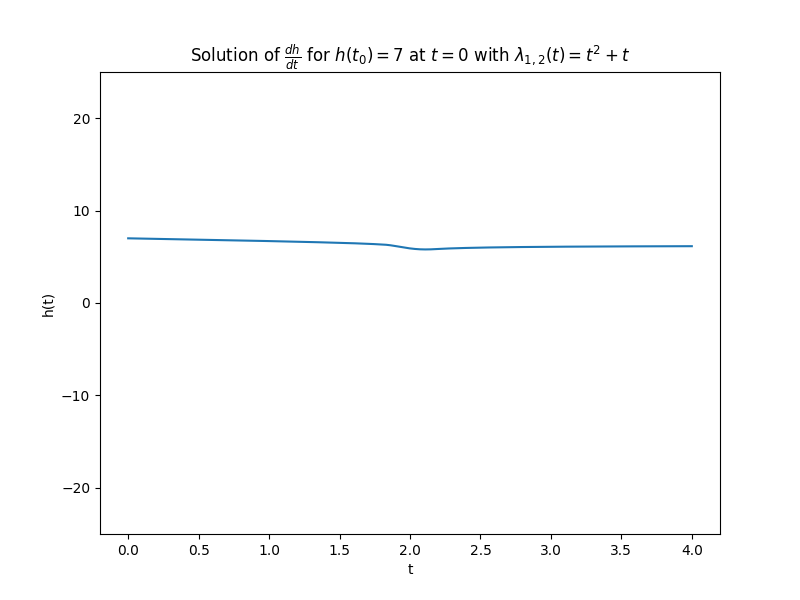 Solution of $\frac{dh}{dt}$ for $h(t_0) = 7$ at $t = 0$ with $\lambda_{1,2}(t) = t^2 + t$
20
10
0
−10
−20
h(t)
0.0 0.5 1.0 1.5 2.0 2.5 3.0 3.5 4.0
t